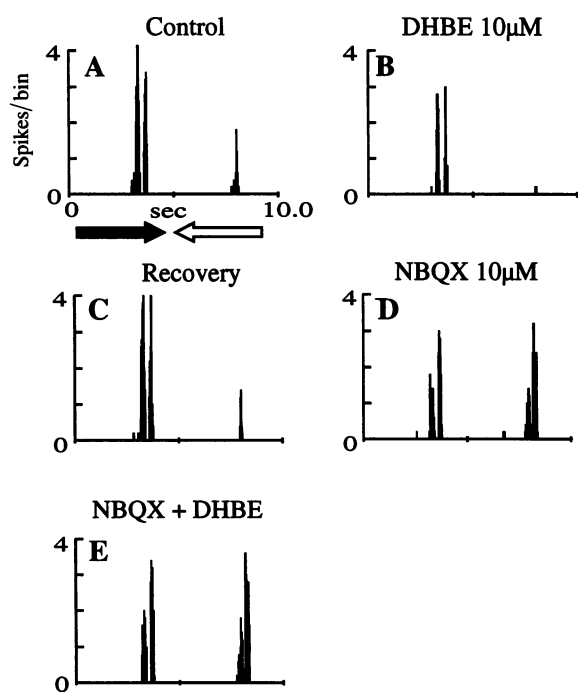 Control
A
Spikes/bin
4
0
0
sec
10.0
DHBE 10µM
B
4
0
Recovery
C
4
0
NBQX 10µM
D
4
0
NBQX + DHBE
E
4
0